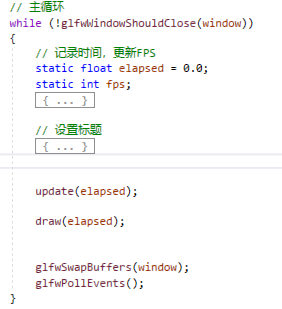 // 主循环
while (!glfwWindowShouldClose(window))
{
// 记录时间，更新FPS
static float elapsed = 0.0;
static int fps;
{ ... }
// 设置标题
{ ... }
update(elapsed);
draw(elapsed);
glfwSwapBuffers(window);
glfwPollEvents();
}